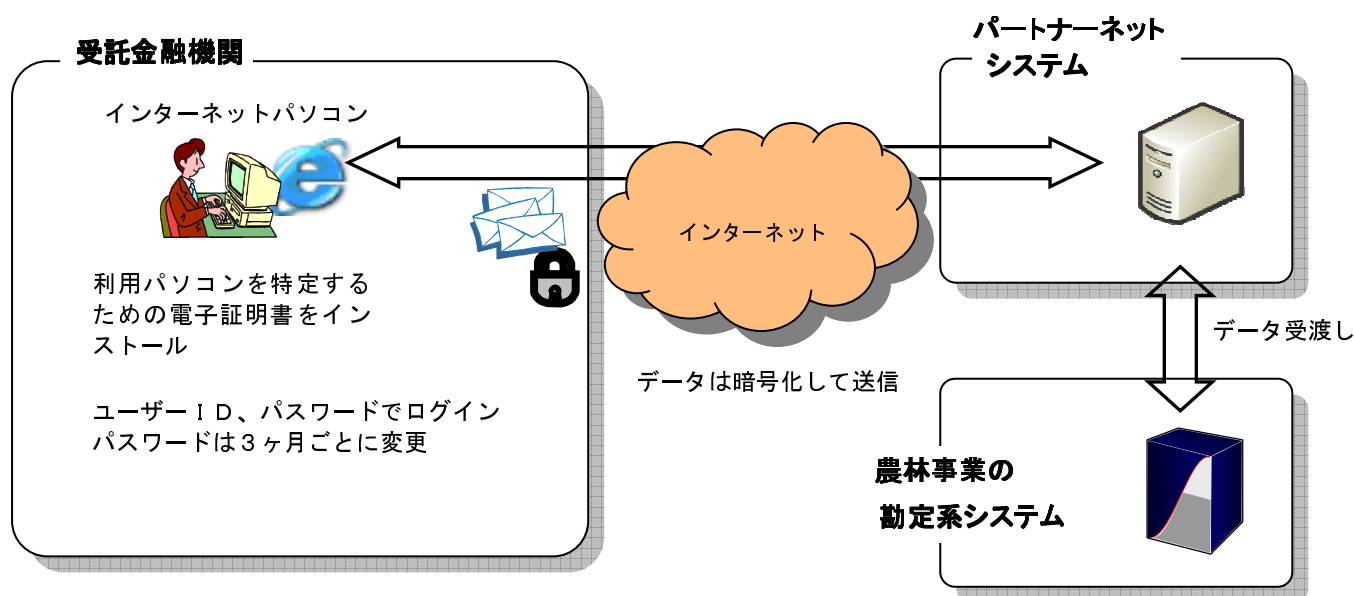 受託金融機関
インターネットパソコン
利用パソコンを特定する
ための電子証明書をイン
ストール
ユーザーＩＤ、パスワードでログイン
パスワードは３ヶ月ごとに変更
インターネット
データは暗号化して送信
パートナーネット
システム
データ受渡し
農林事業の
勘定系システム